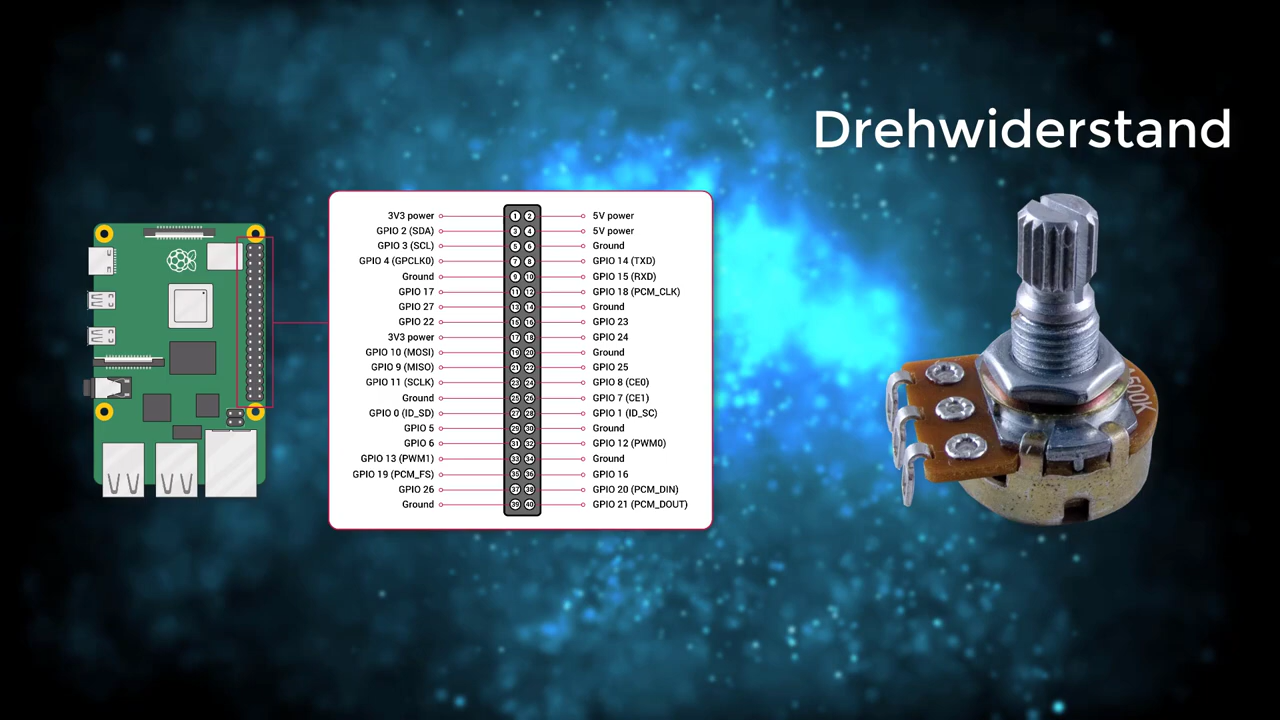 Drehwiderstand
3V3 power 1 2 5V power
GPIO 2 (SDA) 3 4 5V power
GPIO 3 (SCL) 5 6 Ground
GPIO 4 (GPCLK0) 7 8 GPIO 14 (TXD)
Ground 9 10 GPIO 15 (RXD)
GPIO 17 11 12 GPIO 18 (PCM_CLK)
GPIO 27 13 14 Ground
GPIO 22 15 16 GPIO 23
3V3 power 17 18 GPIO 24
GPIO 10 (MOSI) 19 20 Ground
GPIO 9 (MISO) 21 22 GPIO 25
GPIO 11 (SCLK) 23 24 GPIO 8 (CE0)
Ground 25 26 GPIO 7 (CE1)
GPIO 0 (ID_SD) 27 28 GPIO 1 (ID_SC)
GPIO 5 29 30 Ground
GPIO 6 31 32 GPIO 12 (PWM0)
GPIO 13 (PWM1) 33 34 Ground
GPIO 19 (PCM_FS) 35 36 GPIO 16
GPIO 26 37 38 GPIO 20 (PCM_DIN)
Ground 39 40 GPIO 21 (PCM_DOUT)
500K